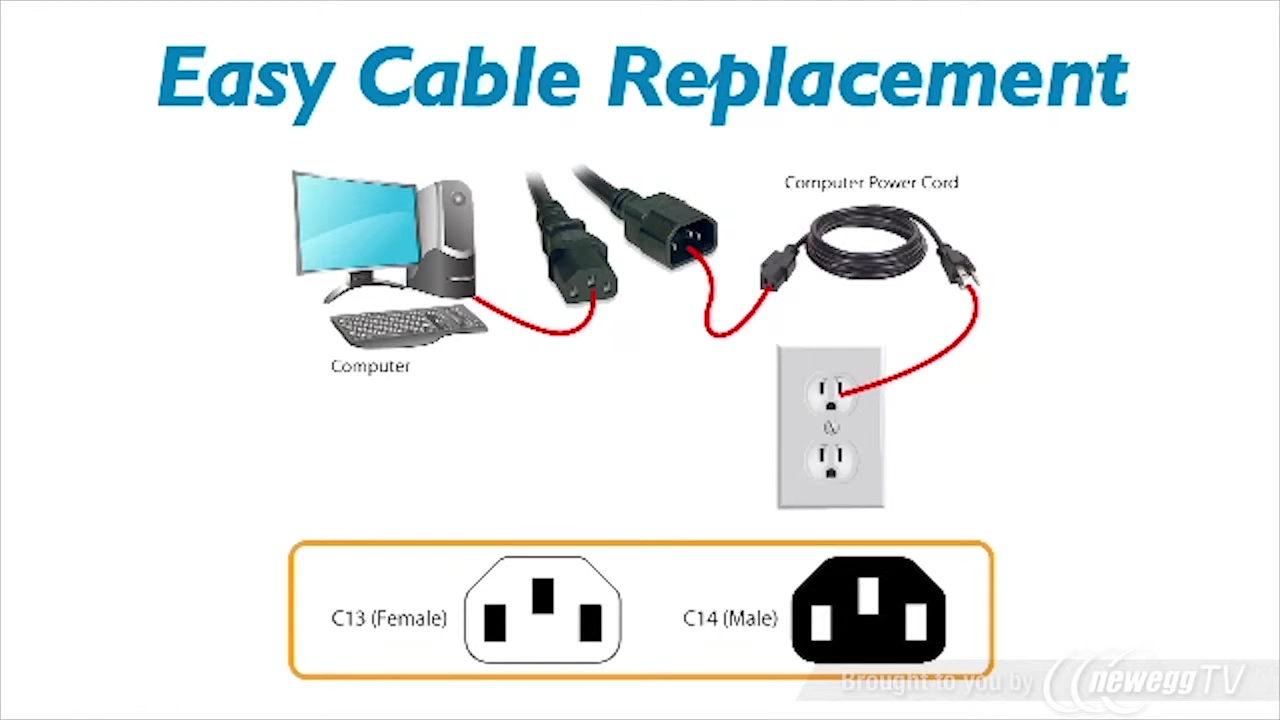 Easy Cable Replacement
Computer Power Cord
Computer
C13 (Female)
C14 (Male)
Brought to you by newegg TV